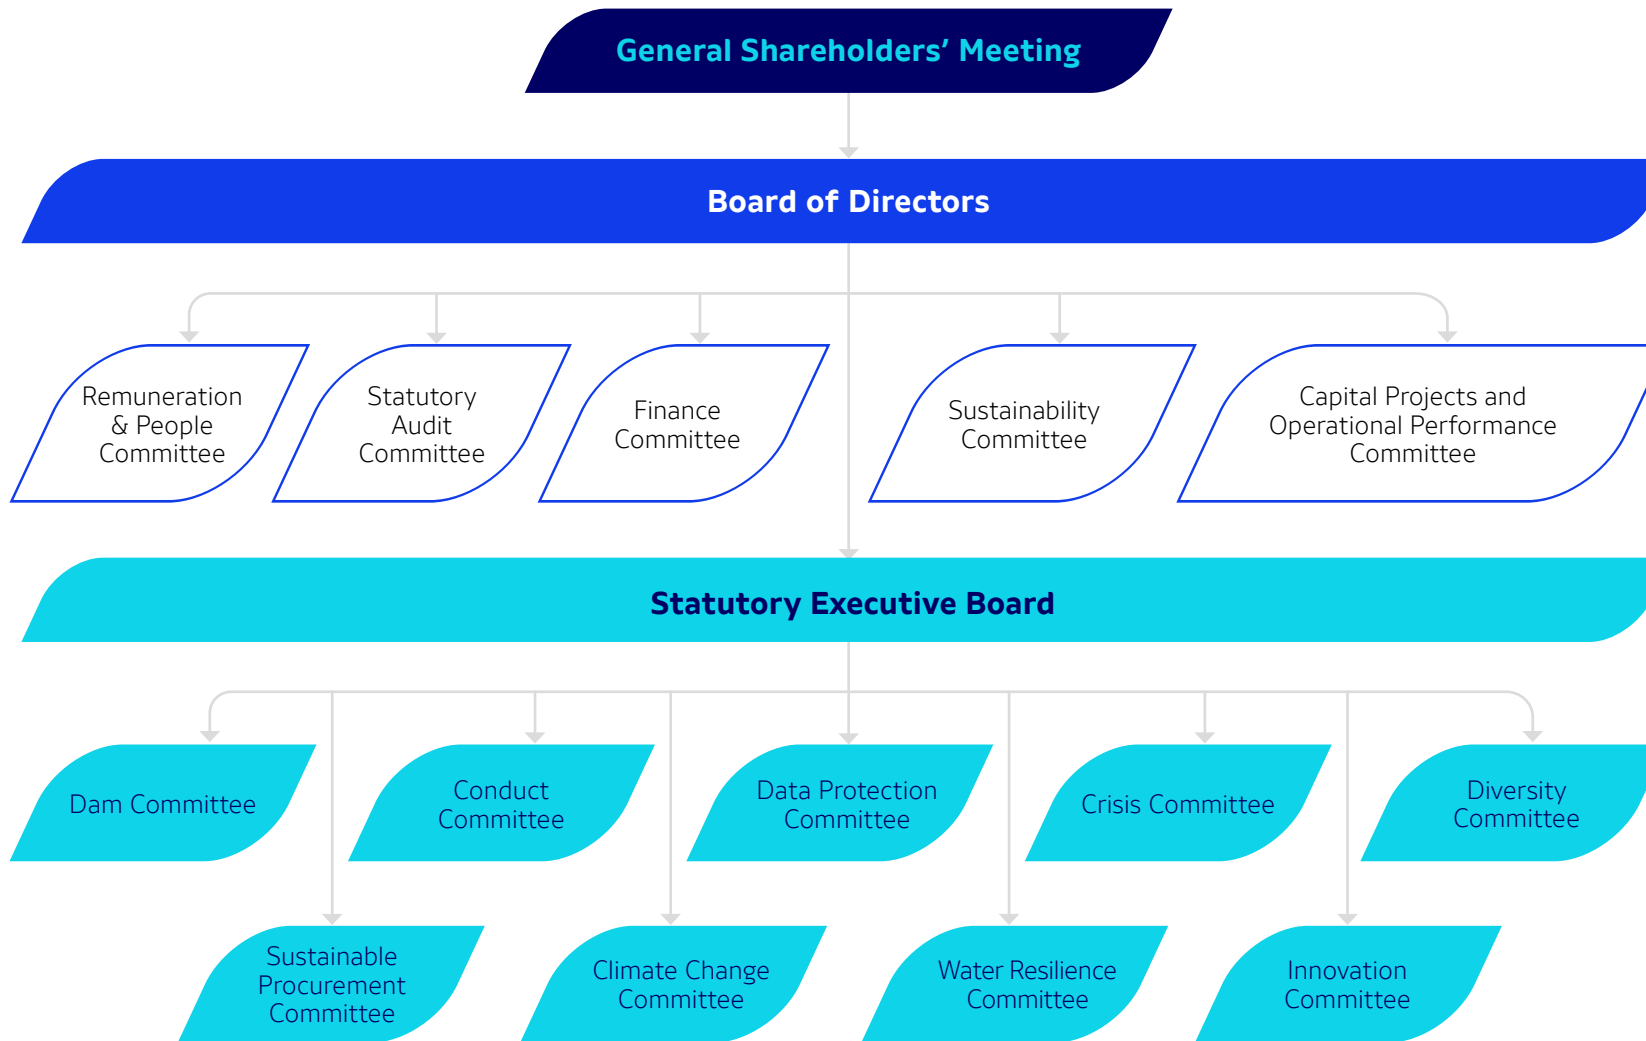 General Shareholders’ Meeting
Board of Directors
Remuneration
& People
Committee
Statutory
Audit
Committee
Finance
Committee
Sustainability
Committee
Capital Projects and
Operational Performance
Committee
Statutory Executive Board
Dam Committee
Conduct
Committee
Data Protection
Committee
Crisis Committee
Diversity
Committee
Sustainable
Procurement
Committee
Climate Change
Committee
Water Resilience
Committee
Innovation
Committee